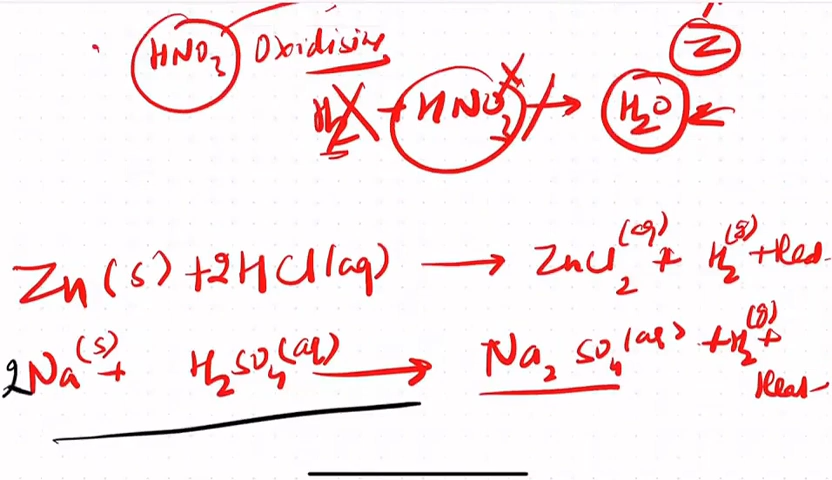 HNO3 Oxidising
Z
H2 + HNO3 → H2O
Zn (s) + 2HCl (aq) → ZnCl2 (aq) + H2 (g) + Heat
2Na (s) + H2SO4 (aq) → Na2SO4 (aq) + H2 (g) + Heat